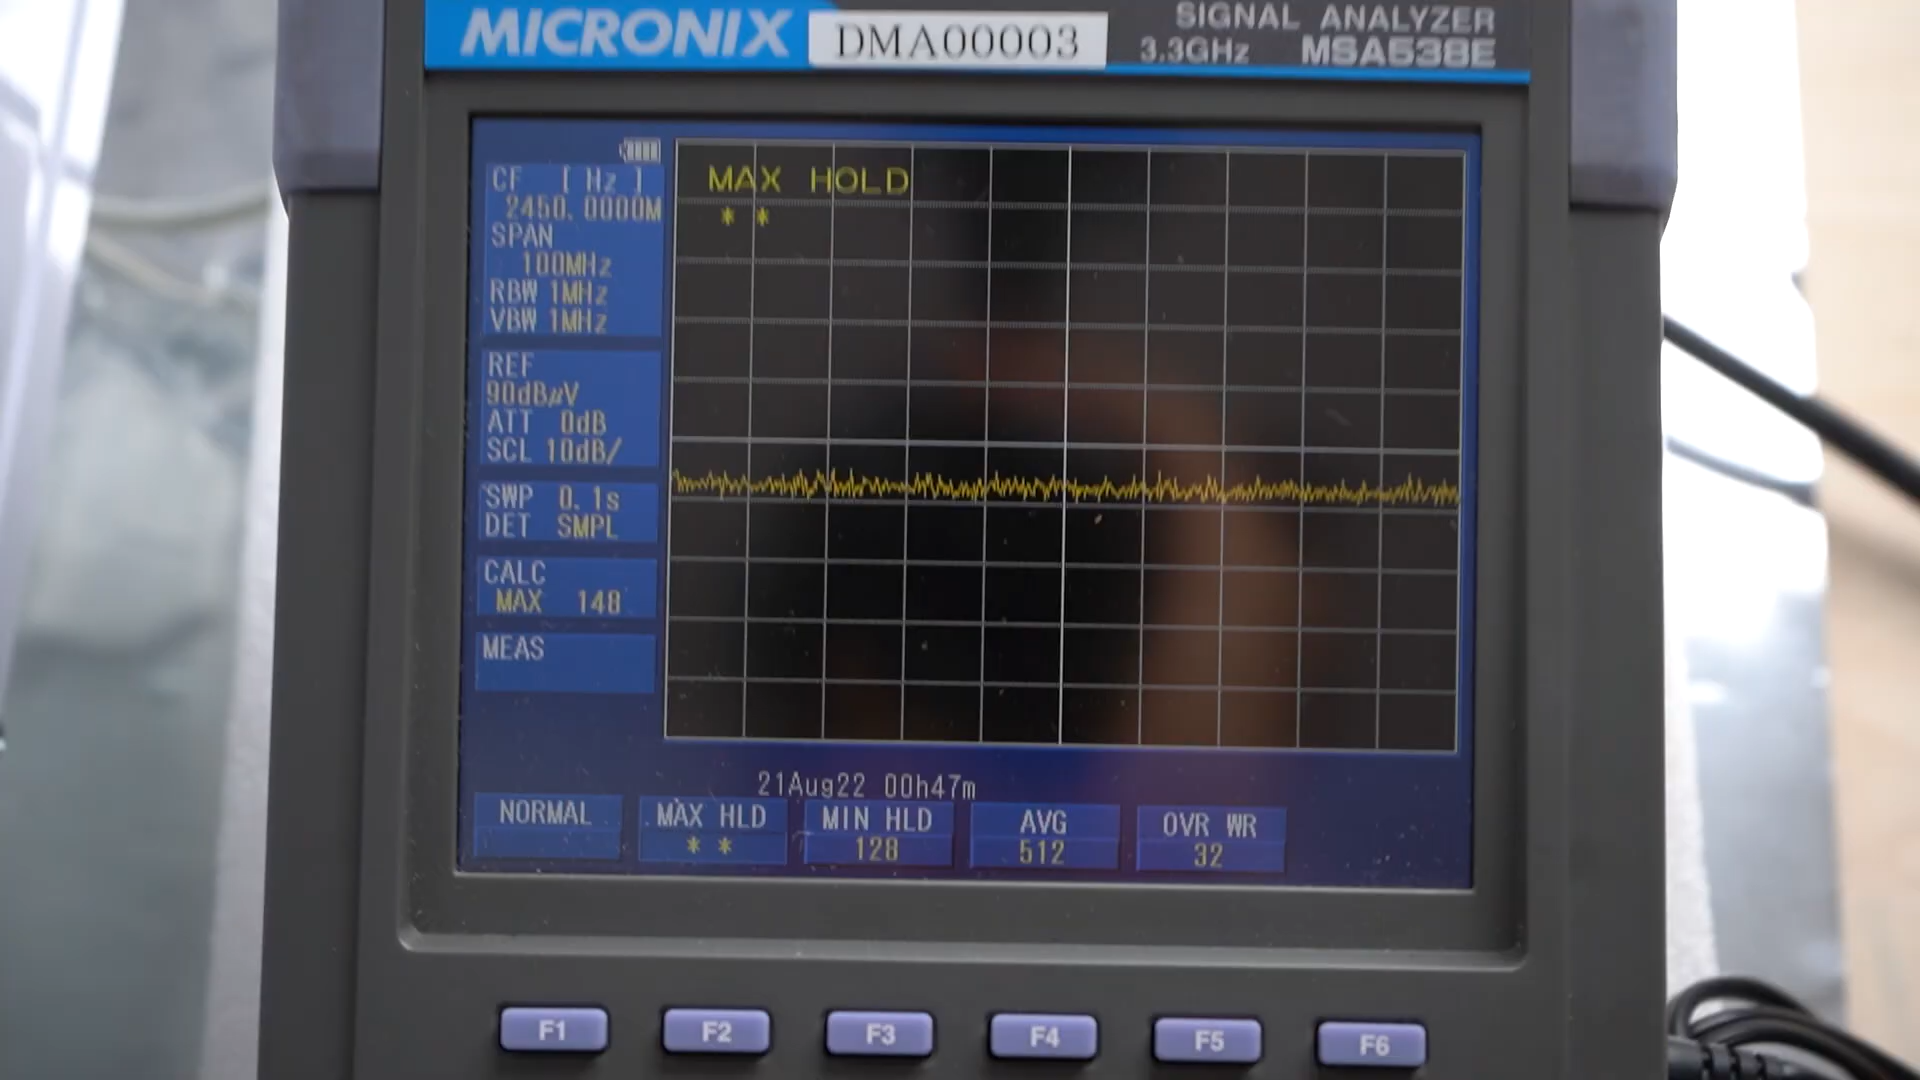 MICRONIX
DMA00003
SIGNAL ANALYZER
3.3GHz MSA538E
CF [ Hz ]
2450.0000M
SPAN
100MHz
RBW 1MHz
VBW 1MHz
REF
90dBμV
ATT 0dB
SCL 10dB/
SWP 0.1s
DET SMPL
CALC
MAX 148
MEAS
MAX HOLD
* *
21Aug22 00h47m
NORMAL
MAX HLD
* *
MIN HLD
128
AVG
512
OVR WR
32
F1
F2
F3
F4
F5
F6